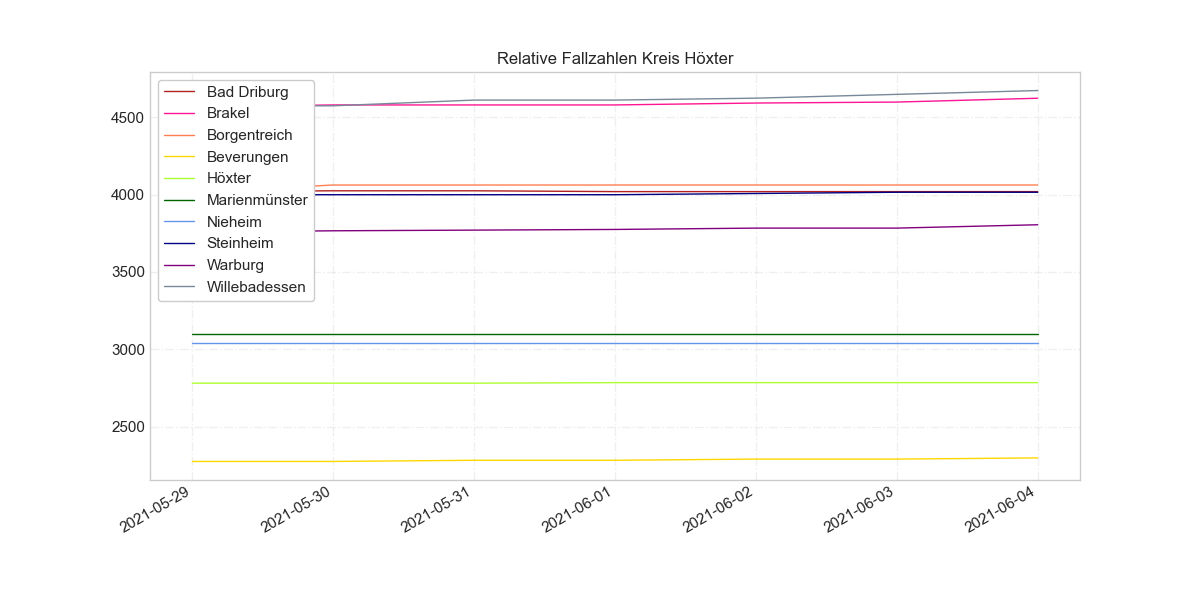 Relative Fallzahlen Kreis Höxter
Bad Driburg
Brakel
Borgentreich
Beverungen
Höxter
Marienmünster
Nieheim
Steinheim
Warburg
Willebadessen
4500
4000
3500
3000
2500
2021-05-29
2021-05-30
2021-05-31
2021-06-01
2021-06-02
2021-06-03
2021-06-04